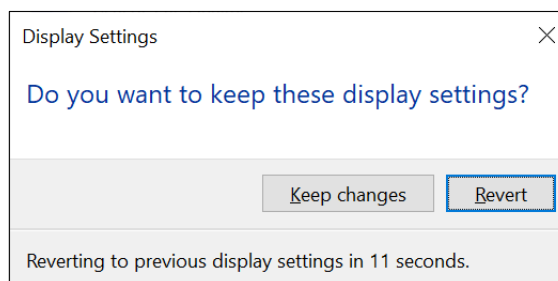 Display Settings
Do you want to keep these display settings?
Keep changes
Revert
Reverting to previous display settings in 11 seconds.